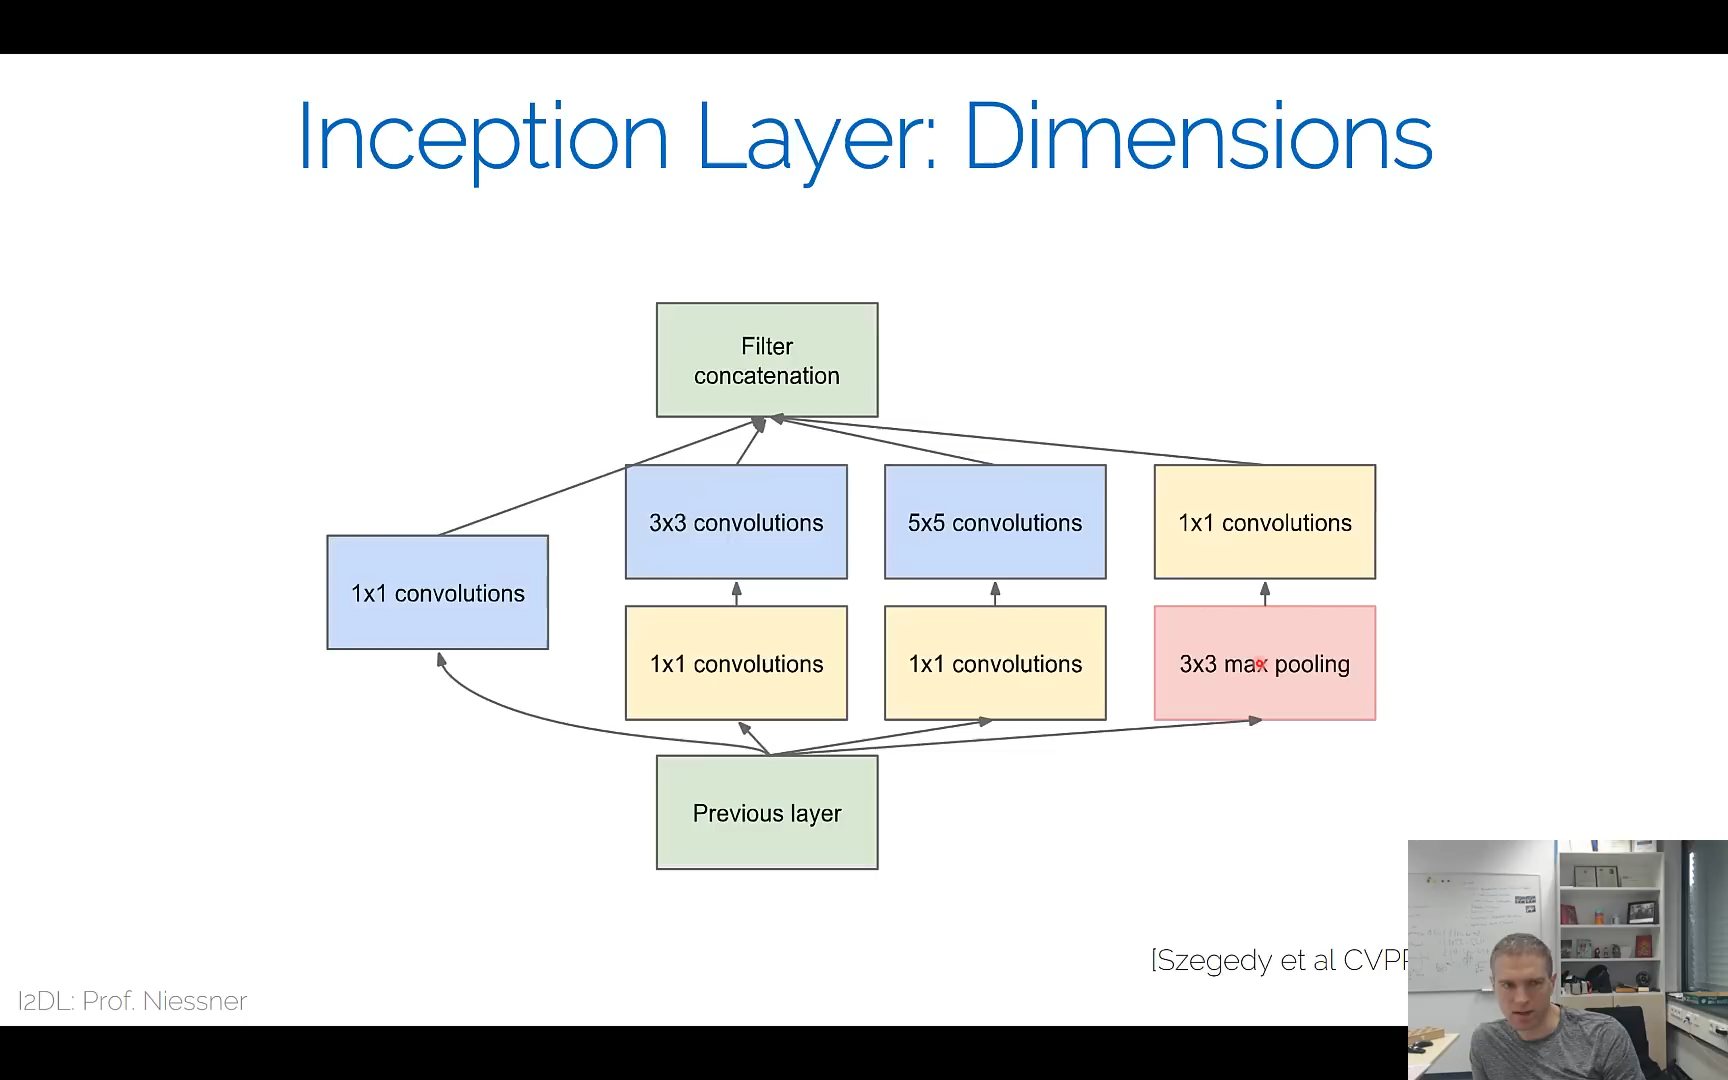 Inception Layer: Dimensions
Filter
concatenation
3x3 convolutions
5x5 convolutions
1x1 convolutions
1x1 convolutions
1x1 convolutions
1x1 convolutions
3x3 max pooling
Previous layer
[Szegedy et al CVP
I2DL: Prof. Niessner